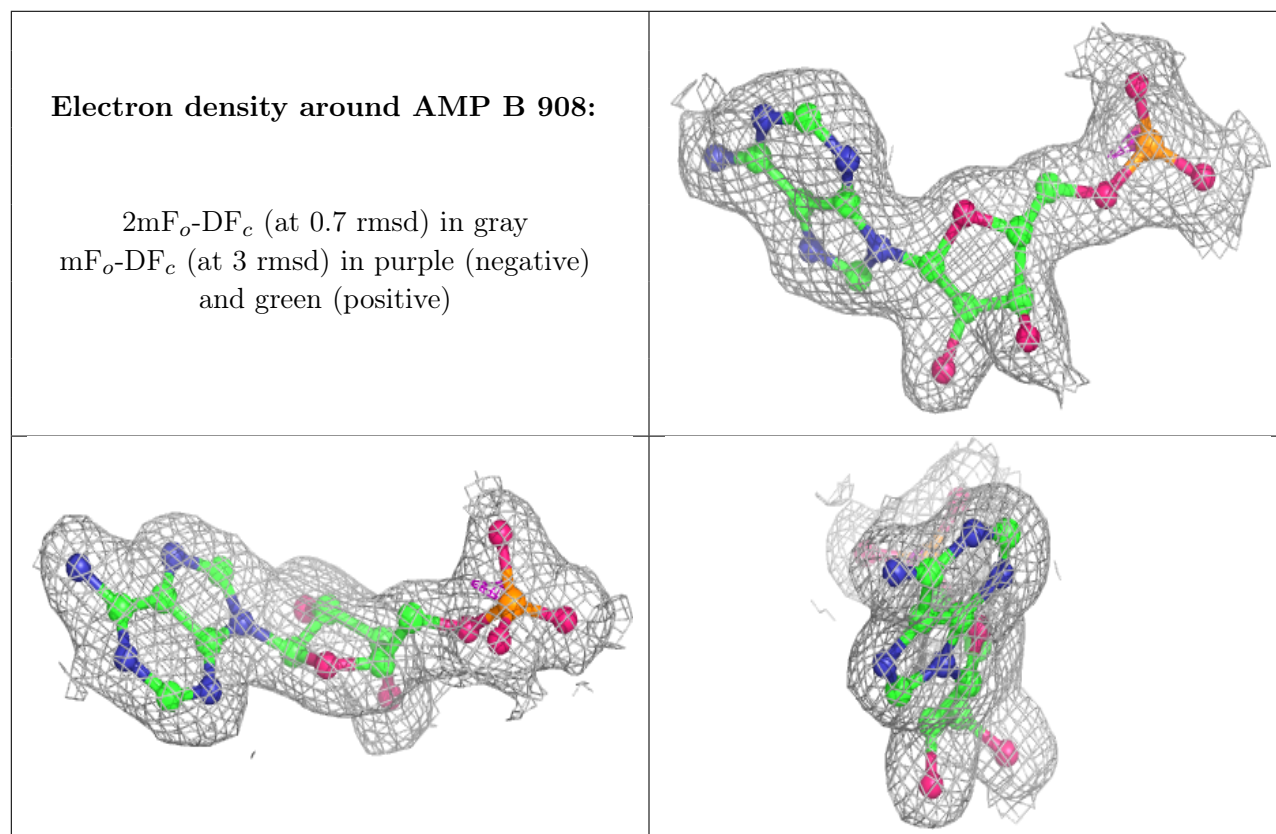 Electron density around AMP B 908:
2mFo-DFc (at 0.7 rmsd) in gray
mFo-DFc (at 3 rmsd) in purple (negative)
and green (positive)